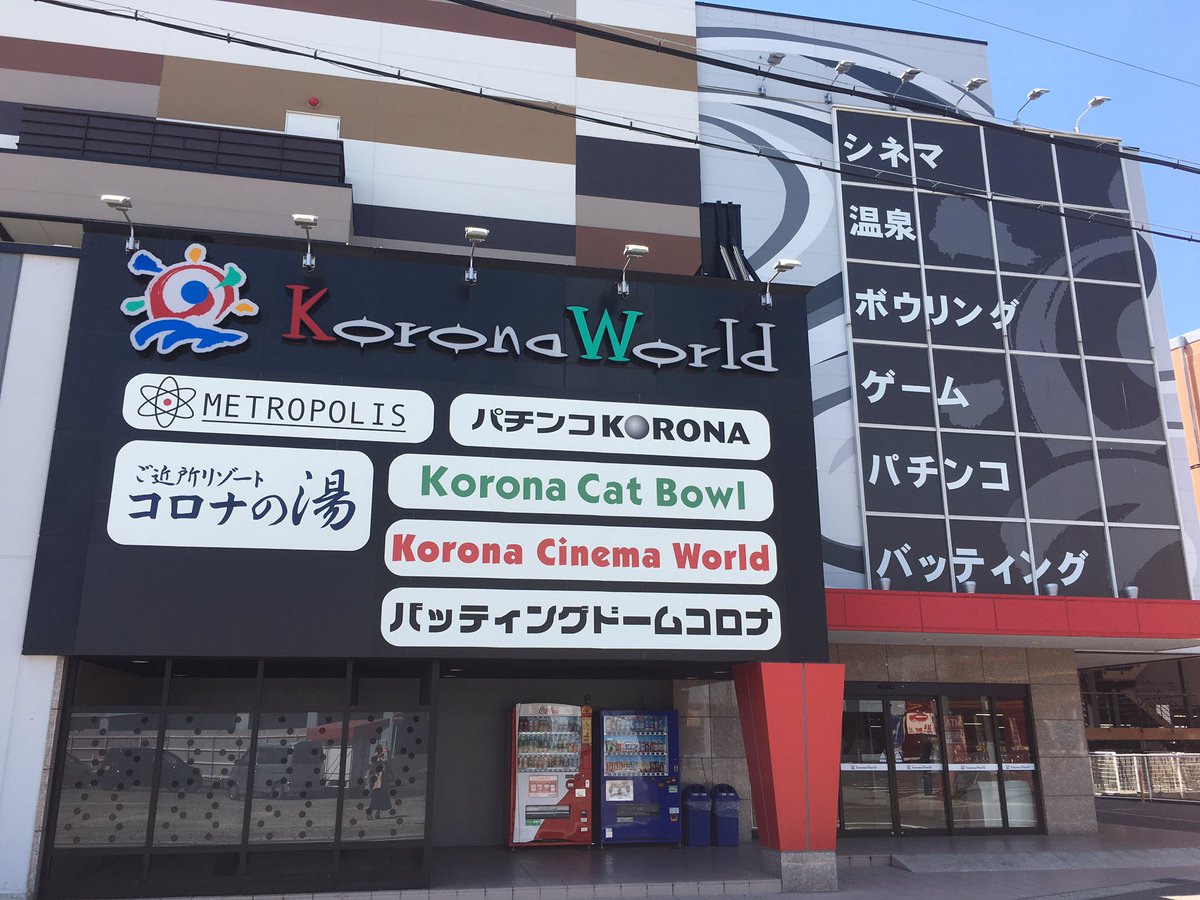 Korona World
METROPOLIS
パチンコKORONA
ご近所リゾート
コロナの湯
Korona Cat Bowl
Korona Cinema World
バッティングドームコロナ
シネマ
温泉
ボウリング
ゲーム
パチンコ
バッティング
Coca-Cola